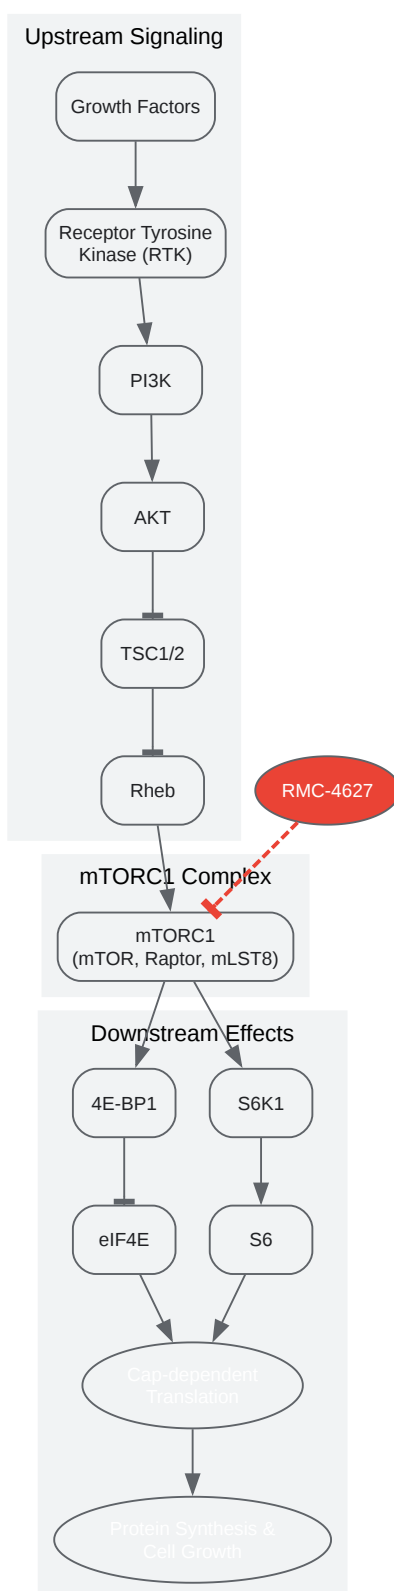 Upstream Signaling
Growth Factors
Receptor Tyrosine
Kinase (RTK)
PI3K
AKT
TSC1/2
Rheb
RMC-4627
mTORC1 Complex
mTORC1
(mTOR, Raptor, mLST8)
Downstream Effects
4E-BP1
S6K1
eIF4E
S6
Cap-dependent
Translation
Protein Synthesis &
Cell Growth